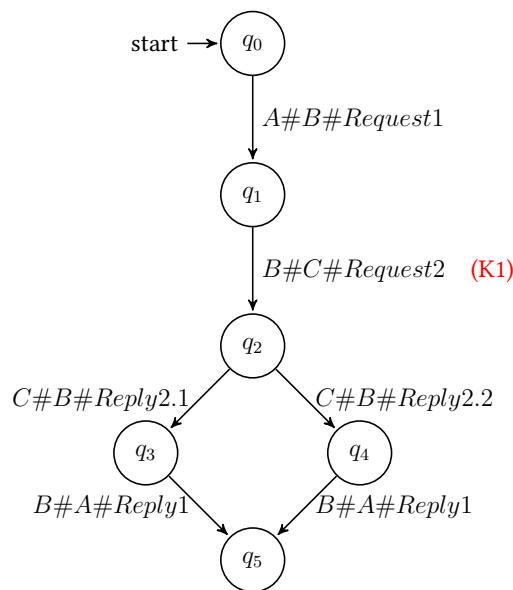 start q0
A#B#Request1
q1
B#C#Request2 (K1)
q2
C#B#Reply2.1 C#B#Reply2.2
q3 q4
B#A#Reply1 B#A#Reply1
q5